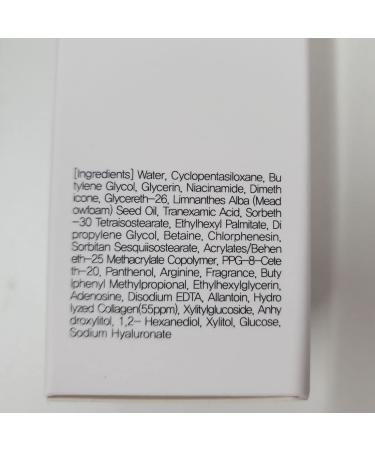 [Ingredients] Water, Cyclopentasiloxane, Bu
tylene Glycol, Glycerin, Niacinamide, Dimeth
icone, Glycereth-26, Limnanthes Alba (Mead
owfoam) Seed Oil, Tranexamic Acid, Sorbeth
-30 Tetraisostearate, Ethylhexyl Palmitate, Di
propylene Glycol, Betaine, Chlorphenesin,
Sorbitan Sesquiisostearate, Acrylates/Behen
eth-25 Methacrylate Copolymer, PPG-8-Cete
th-20, Panthenol, Arginine, Fragrance, Buty
lphenyl Methylpropional, Ethylhexylglycerin,
Adenosine, Disodium EDTA, Allantoin, Hydro
lyzed Collagen(55ppm), Xylitylglucoside, Anhy
droxylitol, 1,2- Hexanediol, Xylitol, Glucose,
Sodium Hyaluronate